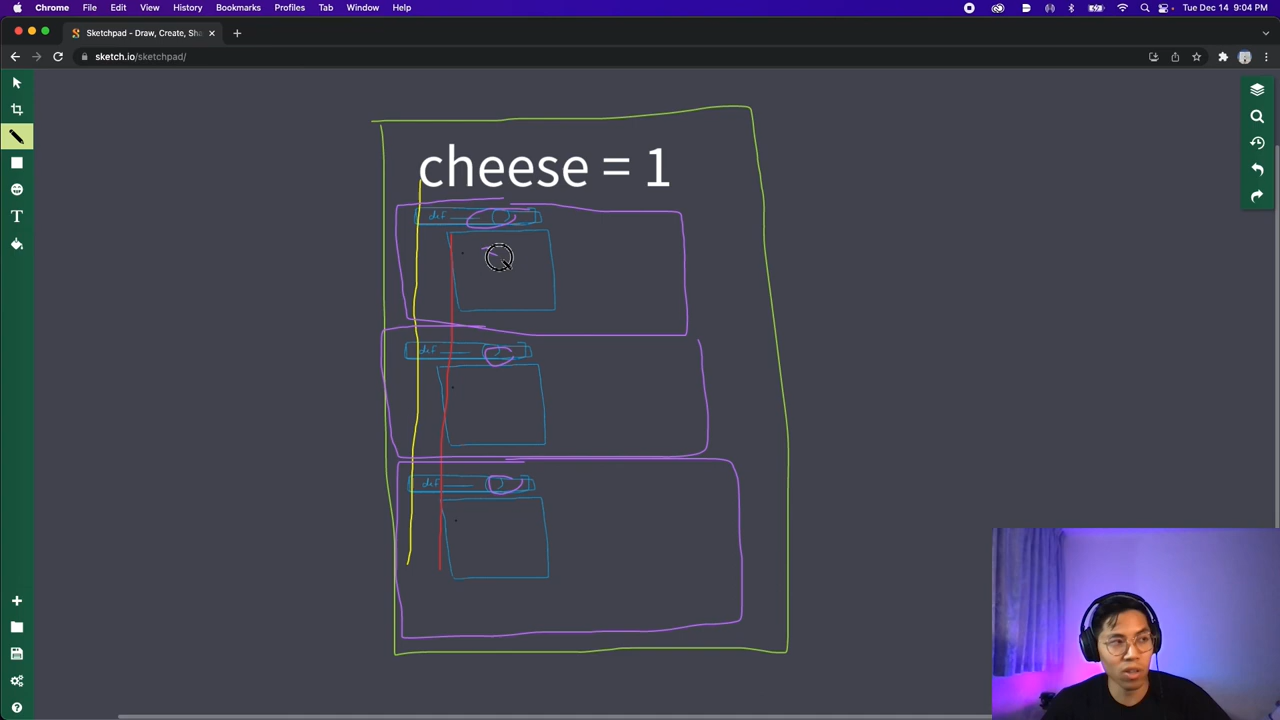 Chrome File Edit View History Bookmarks Profiles Tab Window Help
Tue Dec 14 9:04 PM
Sketchpad - Draw, Create, Sha
sketch.io/sketchpad/
T
cheese = 1
def ( )
def ( )
def ( )